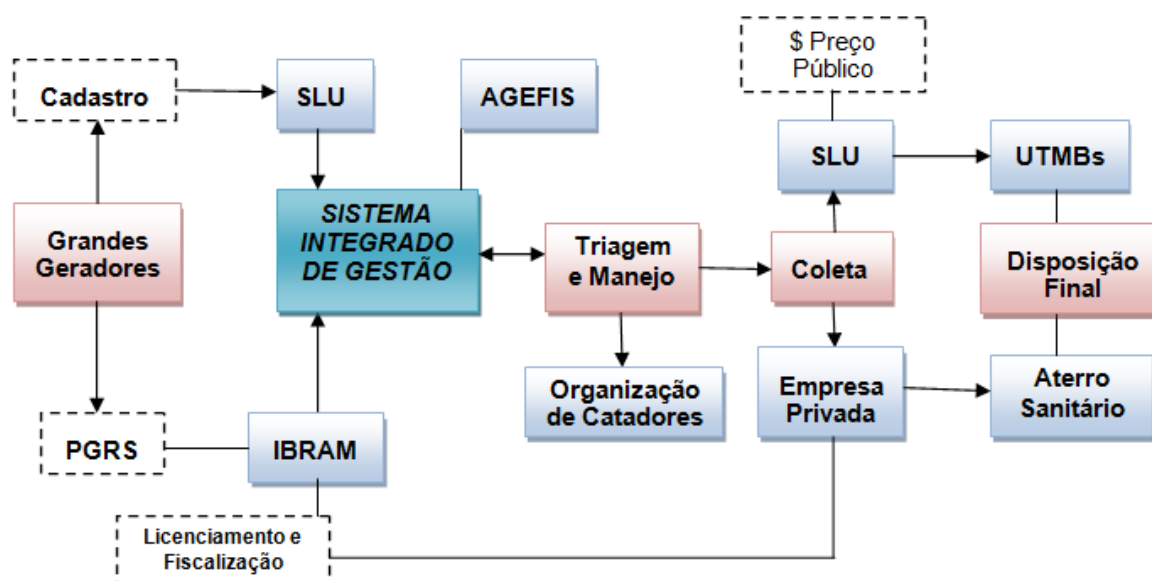 $ Preço
Público
Cadastro
SLU
AGEFIS
SLU
UTMBs
Grandes
Geradores
SISTEMA
INTEGRADO
DE GESTÃO
Triagem
e Manejo
Coleta
Disposição
Final
Organização
de Catadores
Empresa
Privada
Aterro
Sanitário
PGRS
IBRAM
Licenciamento e
Fiscalização